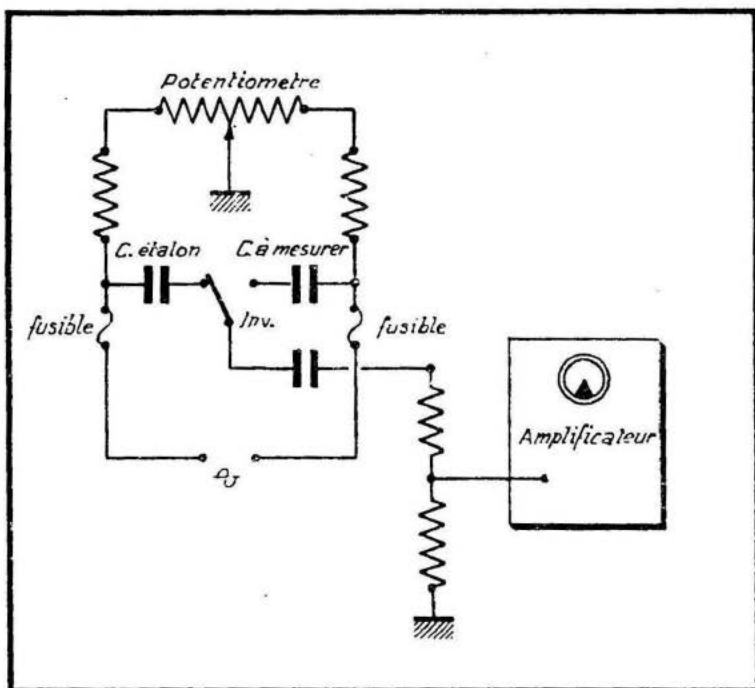 Potentiometre
C. étalon
C. à mesurer
fusible
Inv.
fusible
Amplificateur